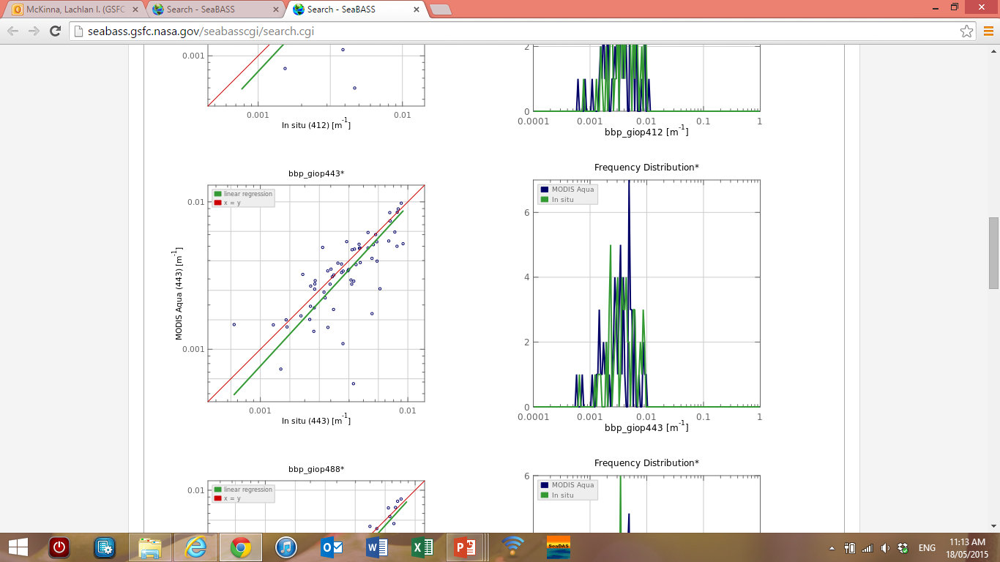 McKinna, Lachlan I. (GSFC
Search - SeaBASS
Search - SeaBASS
seabass.gsfc.nasa.gov/seabasscgi/search.cgi
0.001
0.001 0.01
In situ (412) [m-1]
2
0
0.0001 0.001 0.01 0.1 1
bbp_giop412 [m-1]
bbp_giop443*
linear regression
x = y
0.01
0.001
MODIS Aqua (443) [m-1]
0.001 0.01
In situ (443) [m-1]
Frequency Distribution*
MODIS Aqua
In situ
6
4
2
0
0.0001 0.001 0.01 0.1 1
bbp_giop443 [m-1]
bbp_giop488*
linear regression
x = y
0.01
Frequency Distribution*
MODIS Aqua
In situ
6
SeaDAS
ENG
11:13 AM
18/05/2015